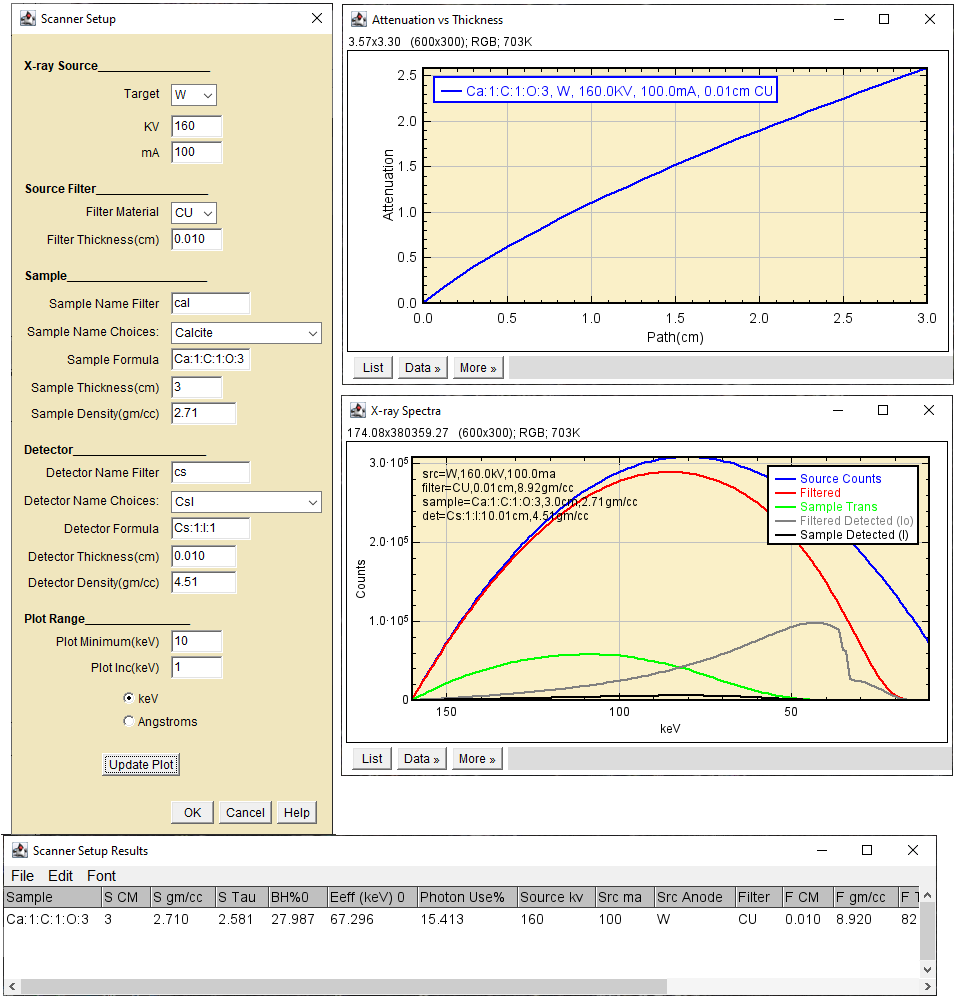 Scanner Setup
X-ray Source
Target W
KV 160
mA 100
Source Filter
Filter Material CU
Filter Thickness(cm) 0.010
Sample
Sample Name Filter cal
Sample Name Choices: Calcite
Sample Formula Ca:1:C:1:O:3
Sample Thickness(cm) 3
Sample Density(gm/cc) 2.71
Detector
Detector Name Filter cs
Detector Name Choices: CsI
Detector Formula Cs:1:I:1
Detector Thickness(cm) 0.010
Detector Density(gm/cc) 4.51
Plot Range
Plot Minimum(keV) 10
Plot Inc(keV) 1
keV
Angstroms
Update Plot
OK Cancel Help
Attenuation vs Thickness
3.57x3.30 (600x300); RGB; 703K
Ca:1:C:1:O:3, W, 160.0KV, 100.0mA, 0.01cm CU
2.5
2.0
1.5
1.0
0.5
0.0
Attenuation
0.0 0.5 1.0 1.5 2.0 2.5 3.0
Path(cm)
List Data » More »
X-ray Spectra
174.08x380359.27 (600x300); RGB; 703K
src=W,160.0kV,100.0ma
filter=CU,0.01cm,8.92gm/cc
sample=Ca:1:C:1:O:3,3.0cm,2.71gm/cc
det=Cs:1:I:10.01cm,4.51gm/cc
Source Counts
Filtered
Sample Trans
Filtered Detected (Io)
Sample Detected (I)
3.0·10⁵
2.0·10⁵
1.0·10⁵
0
Counts
150 100 50
keV
List Data » More »
Scanner Setup Results
File Edit Font
Sample S CM S gm/cc S Tau BH%0 Eeff (keV) 0 Photon Use% Source kv Src ma Src Anode Filter F CM F gm/cc F T
Ca:1:C:1:O:3 3 2.710 2.581 27.987 67.296 15.413 160 100 W CU 0.010 8.920 82